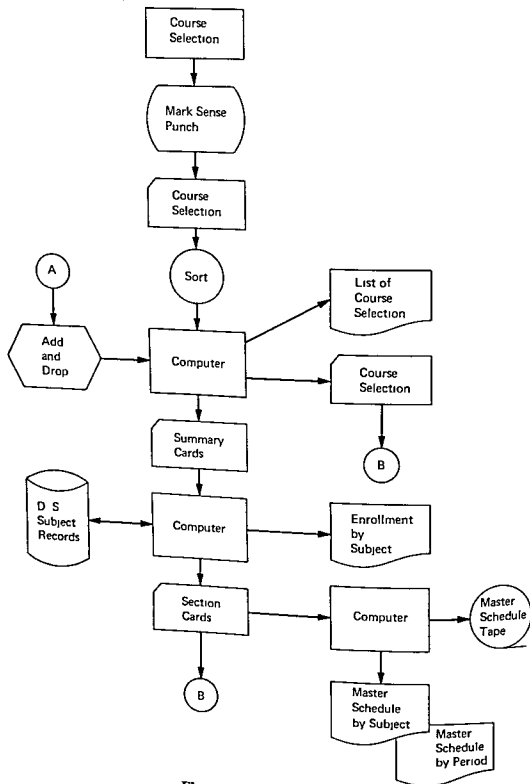 Course
Selection
Mark Sense
Punch
Course
Selection
Sort
A
Add
and
Drop
Computer
List of
Course
Selection
Course
Selection
B
Summary
Cards
D S
Subject
Records
Computer
Enrollment
by
Subject
Section
Cards
Computer
Master
Schedule
Tape
B
Master
Schedule
by Subject
Master
Schedule
by Period